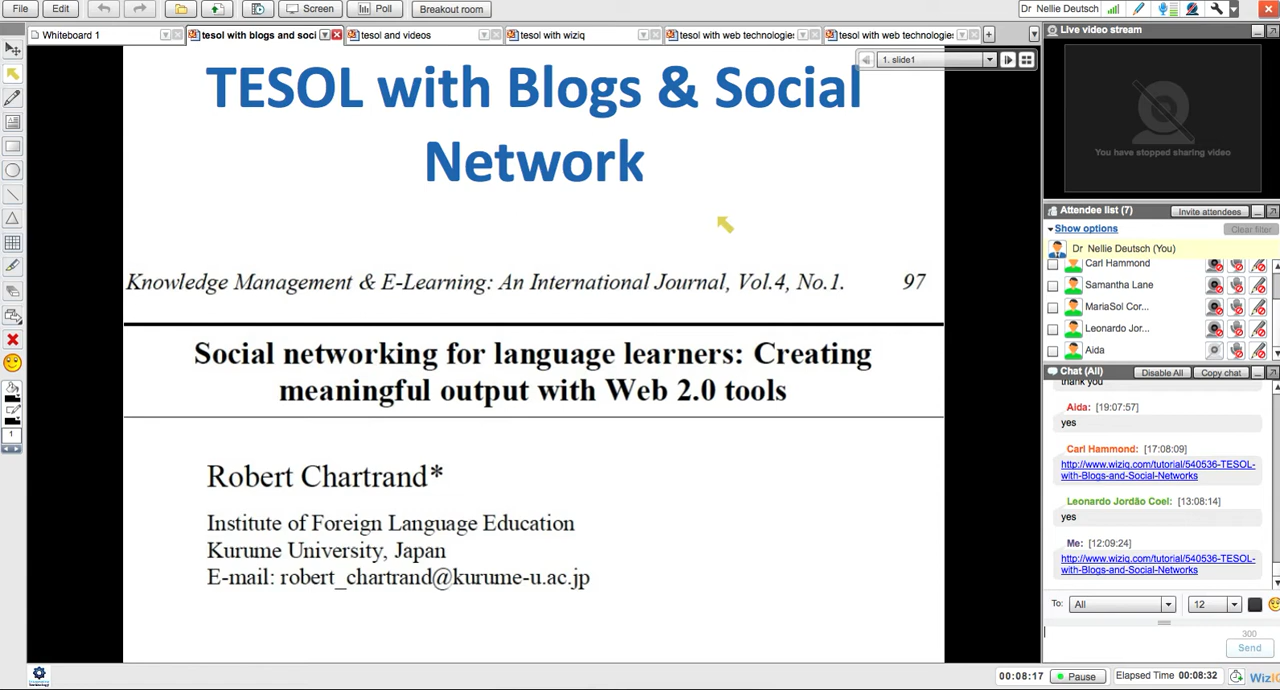 File Edit Screen Poll Breakout room Dr Nellie Deutsch
Whiteboard 1 tesol with blogs and soci tesol and videos tesol with wiziq tesol with web technologie: tesol with web technologie:
1. slide1
TESOL with Blogs & Social
Network
Knowledge Management & E-Learning: An International Journal, Vol.4, No.1. 97
Social networking for language learners: Creating
meaningful output with Web 2.0 tools
Robert Chartrand*
Institute of Foreign Language Education
Kurume University, Japan
E-mail: robert_chartrand@kurume-u.ac.jp
Live video stream
You have stopped sharing video
Attendee list (7) Invite attendees
Show options Clear filter
Dr Nellie Deutsch (You)
Carl Hammond
Samantha Lane
MariaSol Cor...
Leonardo Jor...
Aida
Chat (All) Disable All Copy chat
thank you
Aida: [19:07:57]
yes
Carl Hammond: [17:08:09]
http://www.wiziq.com/tutorial/540536-TESOL-
with-Blogs-and-Social-Networks
Leonardo Jordão Coel: [13:08:14]
yes
Me: [12:09:24]
http://www.wiziq.com/tutorial/540536-TESOL-
with-Blogs-and-Social-Networks
To: All 12
300
Send
1
00:08:17 Pause Elapsed Time 00:08:32 WizIQ